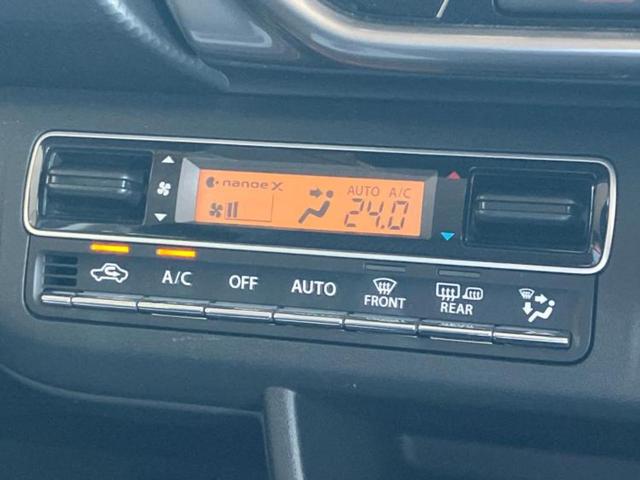 nanoe X
AUTO A/C
24.0
A/C OFF AUTO FRONT REAR